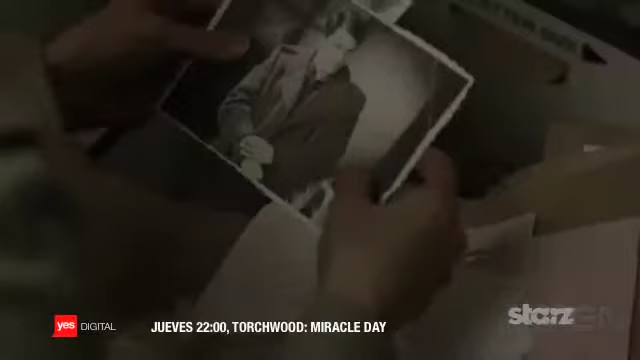 yes DIGITAL
JUEVES 22:00, TORCHWOOD: MIRACLE DAY
starz